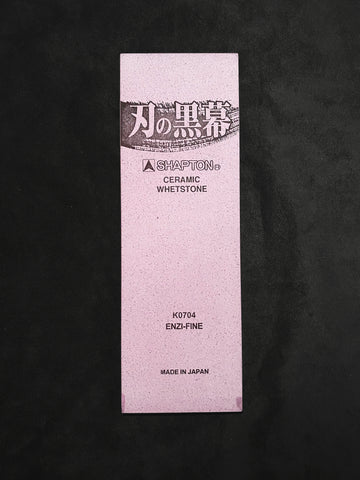 刃の黒幕
SHAPTON®
CERAMIC
WHETSTONE
K0704
ENZI-FINE
MADE IN JAPAN